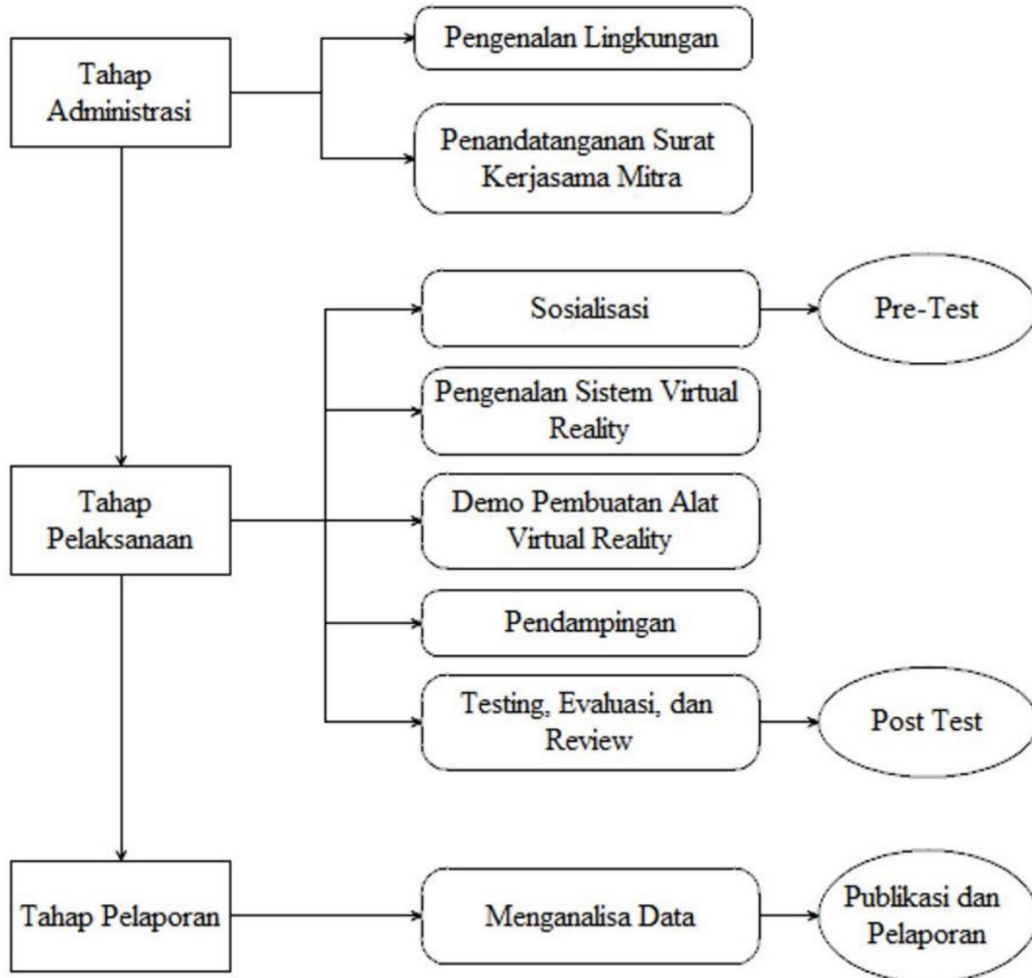 Tahap
Administrasi
Pengenalan Lingkungan
Penandatanganan Surat
Kerjasama Mitra
Tahap
Pelaksanaan
Sosialisasi
Pre-Test
Pengenalan Sistem Virtual
Reality
Demo Pembuatan Alat
Virtual Reality
Pendampingan
Testing, Evaluasi, dan
Review
Post Test
Tahap Pelaporan
Menganalisa Data
Publikasi dan
Pelaporan